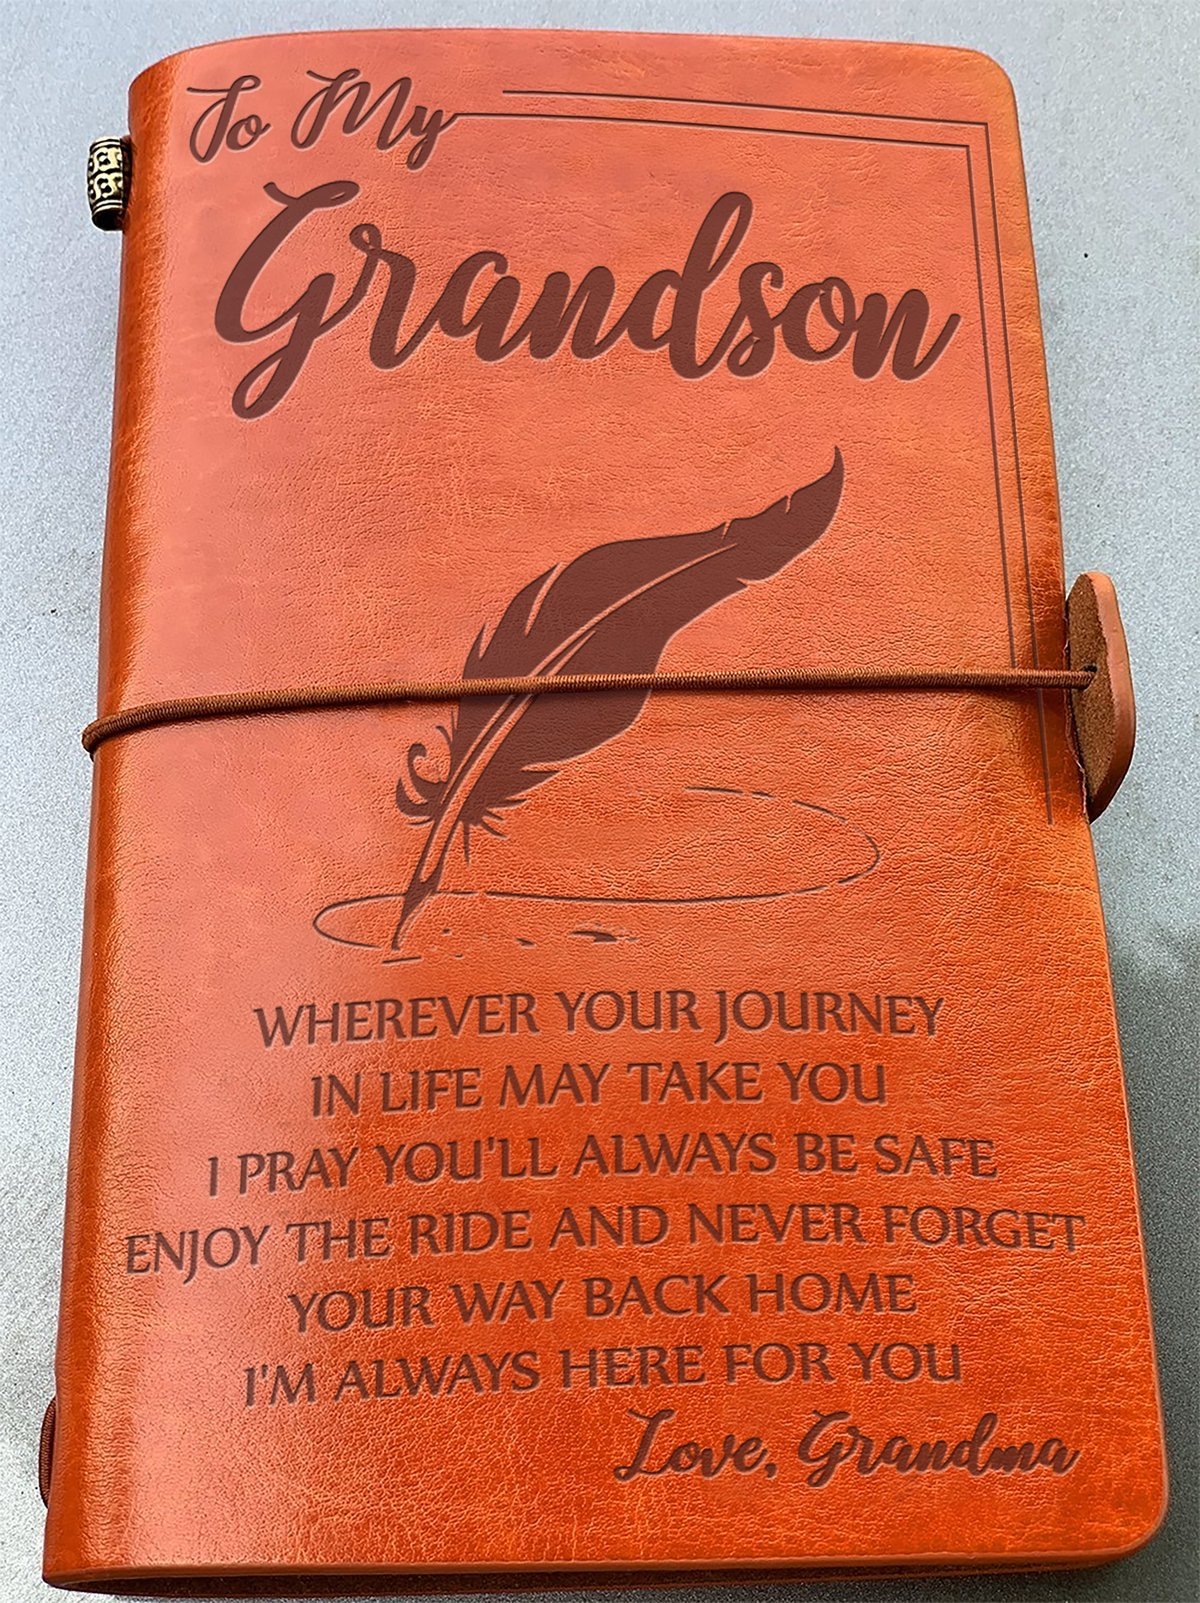 To My
Grandson
WHEREVER YOUR JOURNEY
IN LIFE MAY TAKE YOU
I PRAY YOU'LL ALWAYS BE SAFE
ENJOY THE RIDE AND NEVER FORGET
YOUR WAY BACK HOME
I'M ALWAYS HERE FOR YOU
Love, Grandma